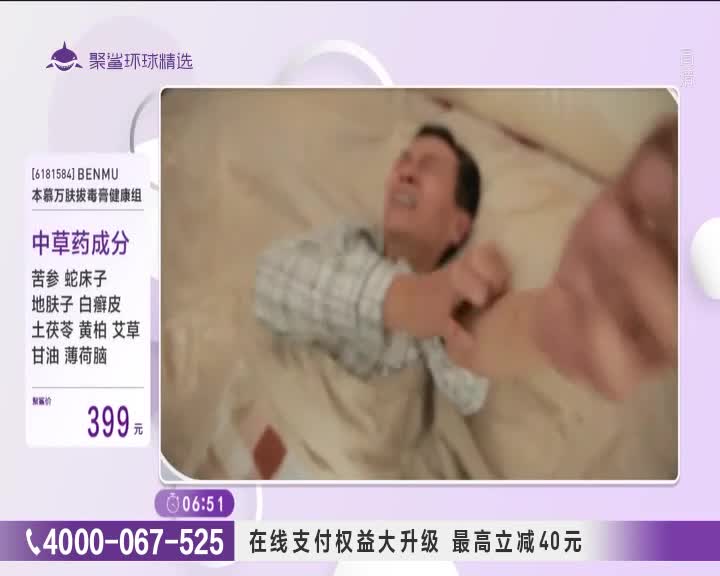 聚鲨环球精选
高清
[6181584] BENMU
本慕万肤拔毒膏健康组
中草药成分
苦参 蛇床子
地肤子 白癣皮
土茯苓 黄柏 艾草
甘油 薄荷脑
聚鲨价
399元
06:51
4000-067-525
在线支付权益大升级 最高立减40元